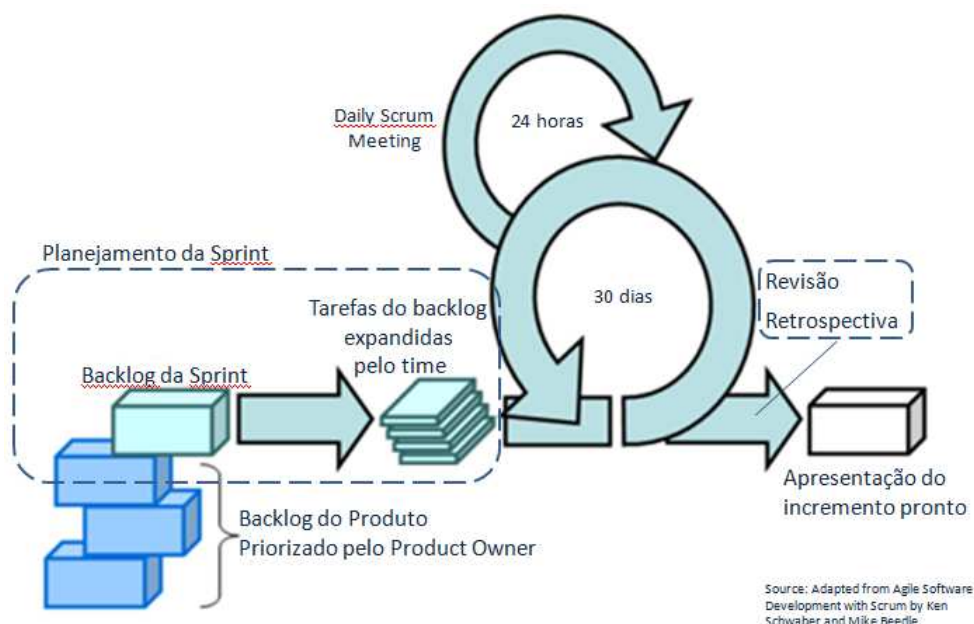 Daily Scrum
Meeting
24 horas
Planejamento da Sprint
Tarefas do backlog
expandidas
pelo time
30 dias
Revisão
Retrospectiva
Backlog da Sprint
Backlog do Produto
Priorizado pelo Product Owner
Apresentação do
incremento pronto
Source: Adapted from Agile Software
Development with Scrum by Ken
Schwaber and Mike Beedle